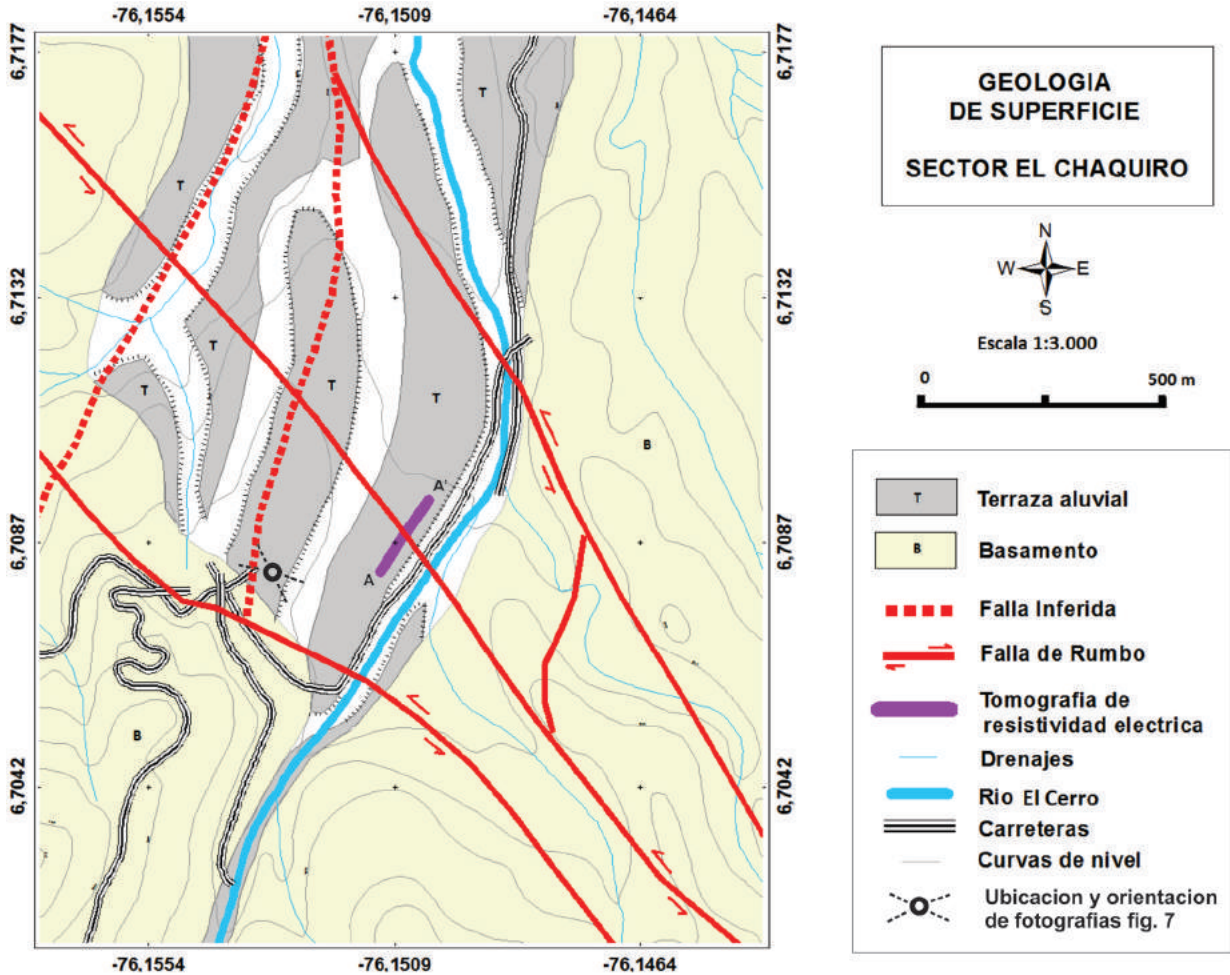 -76,1554
-76,1509
-76,1464
6,7177
6,7177
6,7132
6,7132
6,7087
6,7087
6,7042
6,7042
T
T
T
T
T
T
T
B
B
A'
A
-76,1554
-76,1509
-76,1464
GEOLOGIA
DE SUPERFICIE
SECTOR EL CHAQUIRO
N
W
E
S
Escala 1:3.000
0
500 m
T
Terraza aluvial
B
Basamento
Falla Inferida
Falla de Rumbo
Tomografia de
resistividad electrica
Drenajes
Rio El Cerro
Carreteras
Curvas de nivel
Ubicacion y orientacion
de fotografias fig. 7